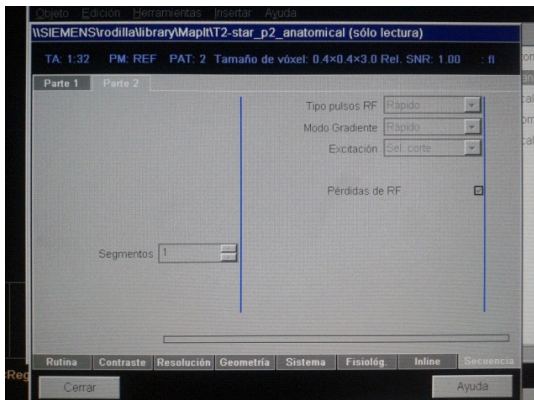 Objeto Edición Herramientas Insertar Ayuda
\\SIEMENS\rodilla\library\MapIt\T2-star_p2_anatomical (sólo lectura)
TA: 1:32 PM: REF PAT: 2 Tamaño de vóxel: 0.4×0.4×3.0 Rel. SNR: 1.00 : fl
Parte 1 Parte 2
Tipo pulsos RF Rápido
Modo Gradiente Rápido
Excitación Sel. corte
Pérdidas de RF
Segmentos 1
Rutina Contraste Resolución Geometría Sistema Fisiológ. Inline Secuencia
Cerrar Ayuda